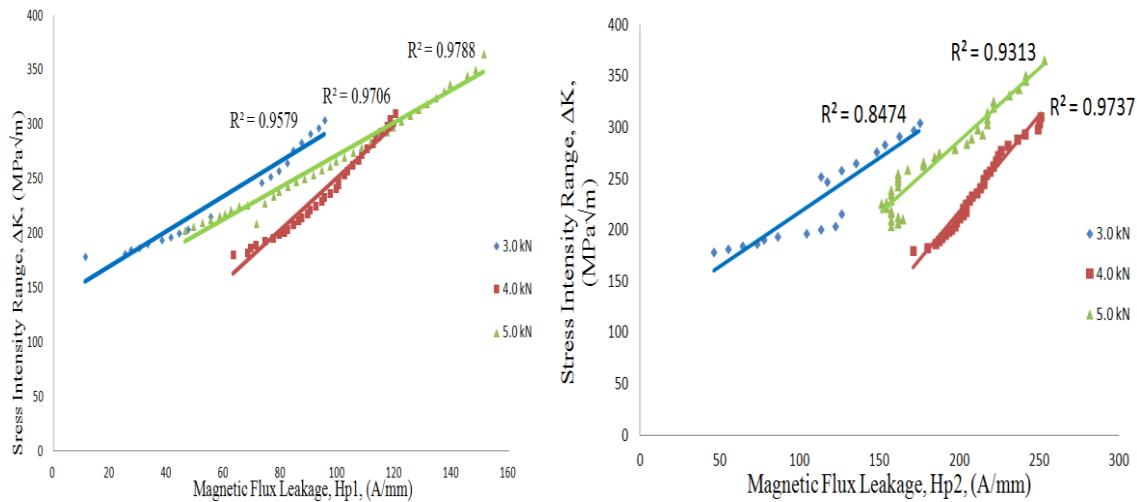 400
350
300
250
200
150
100
50
0
Sress Intensity Range, ΔK, (MPa√m)
R² = 0.9788
R² = 0.9706
R² = 0.9579
3.0 kN
4.0 kN
5.0 kN
0 20 40 60 80 100 120 140 160
Magnetic Flux Leakage, Hp1, (A/mm)
400
350
300
250
200
150
100
50
0
Stress Intensity Range, ΔK,
(MPa√m)
R² = 0.9313
R² = 0.8474
R² = 0.9737
3.0 kN
4.0 kN
5.0 kN
0 50 100 150 200 250 300
Magnetic Flux Leakage, Hp2, (A/mm)